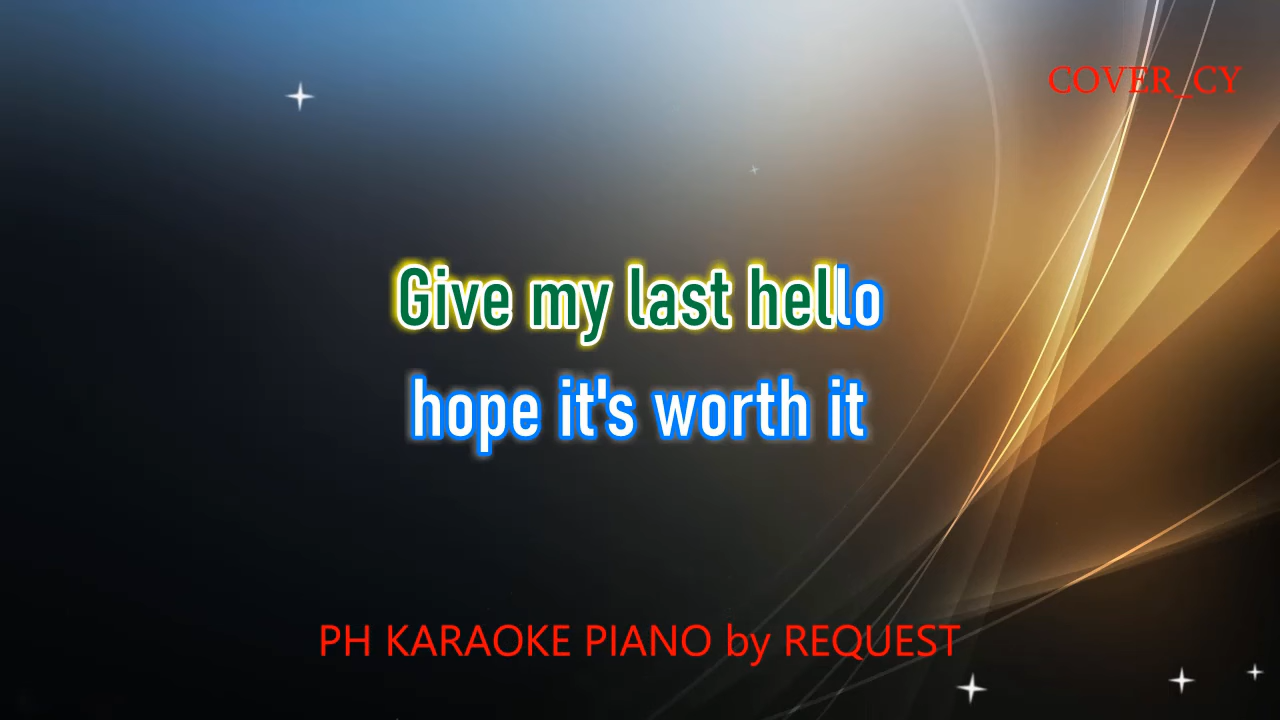 COVER_CY
Give my last hello
hope it's worth it
PH KARAOKE PIANO by REQUEST